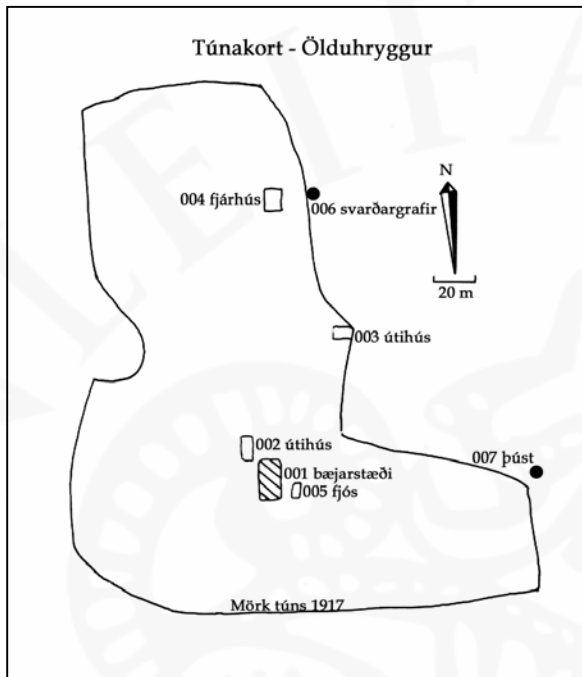 Túnakort - Ölduhryggur
N
004 fjárhús
006 svarðargrafir
20 m
003 útihús
002 útihús
007 þúst
001 bæjarstæði
005 fjós
Mörk túns 1917